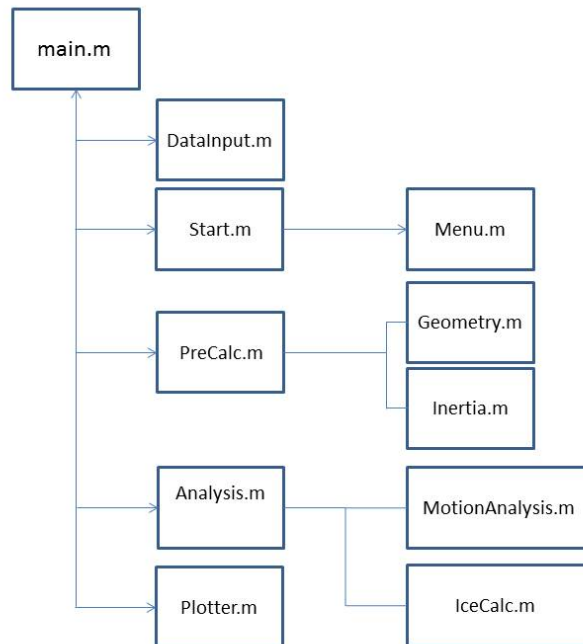 main.m
DataInput.m
Start.m
Menu.m
Geometry.m
PreCalc.m
Inertia.m
Analysis.m
MotionAnalysis.m
Plotter.m
IceCalc.m